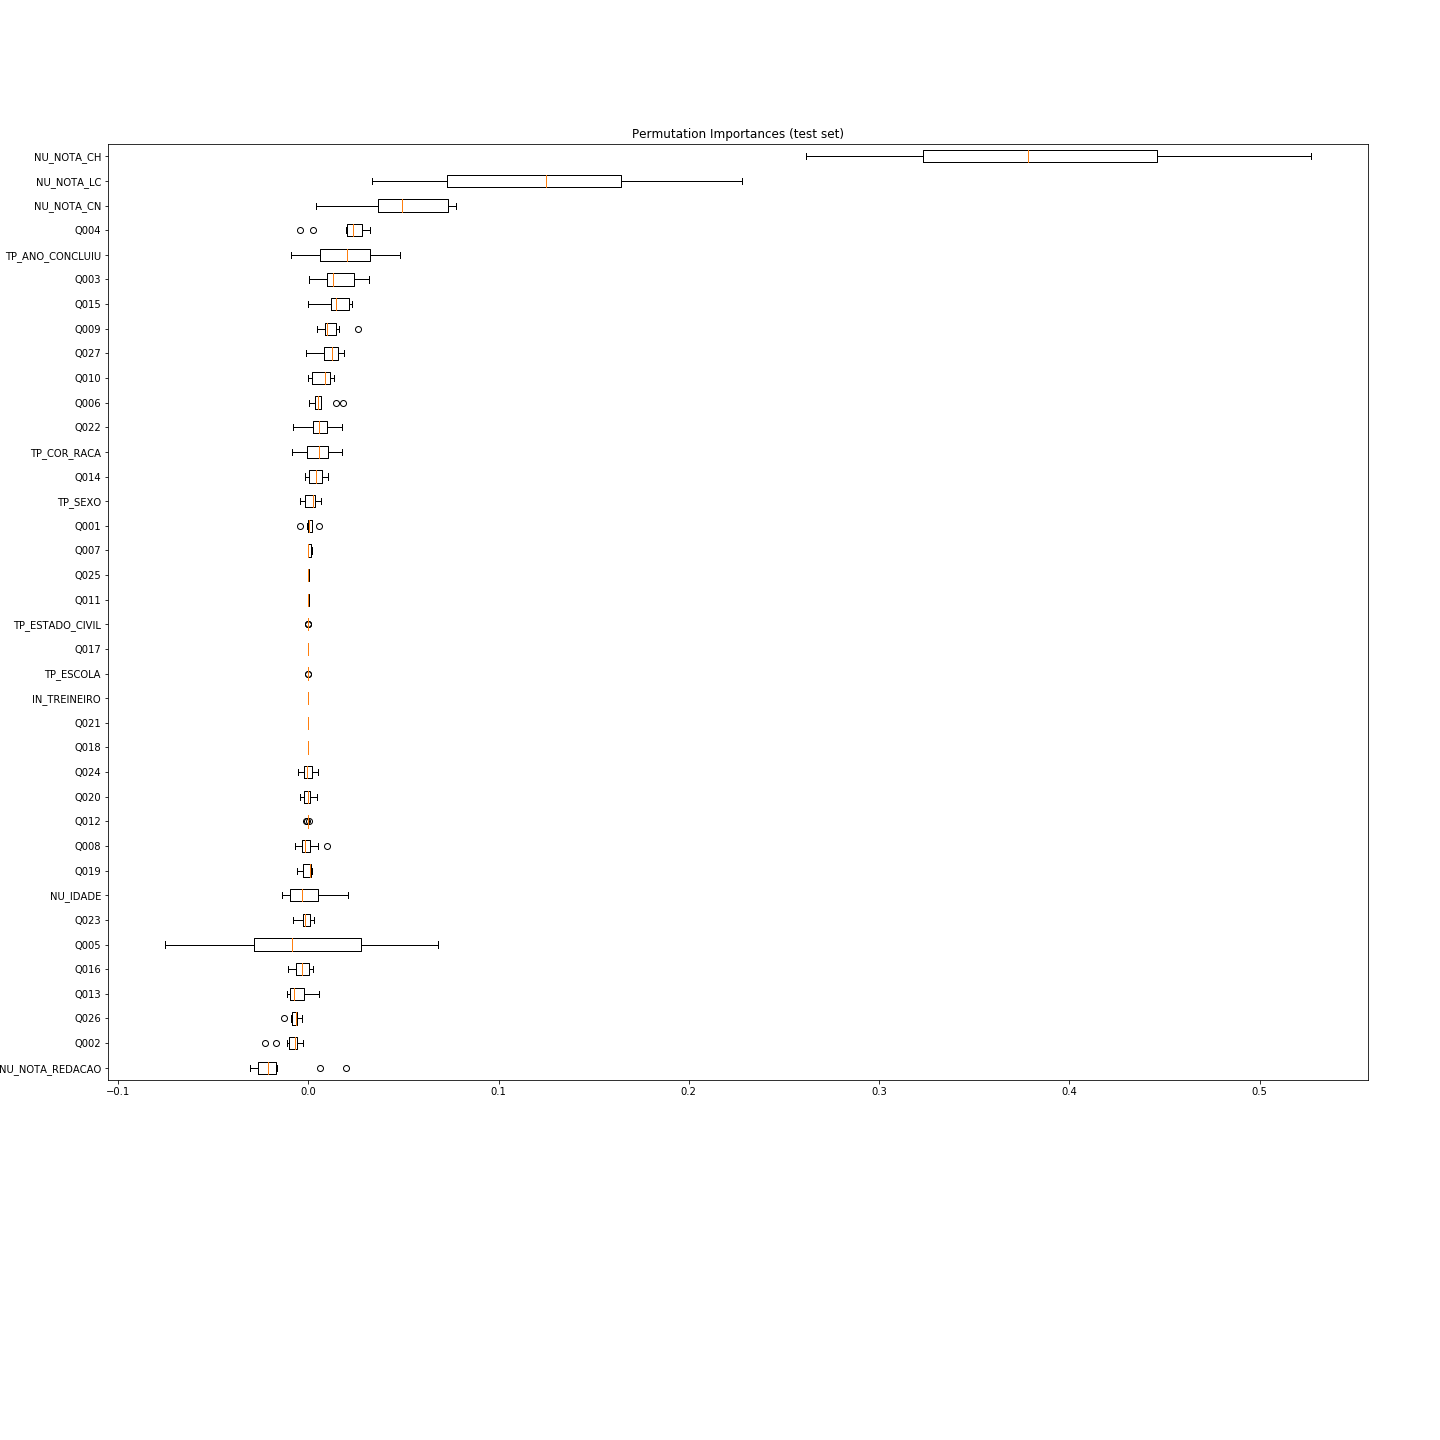 Permutation Importances (test set)
NU_NOTA_CH
NU_NOTA_LC
NU_NOTA_CN
Q004
TP_ANO_CONCLUIU
Q003
Q015
Q009
Q027
Q010
Q006
Q022
TP_COR_RACA
Q014
TP_SEXO
Q001
Q007
Q025
Q011
TP_ESTADO_CIVIL
Q017
TP_ESCOLA
IN_TREINEIRO
Q021
Q018
Q024
Q020
Q012
Q008
Q019
NU_IDADE
Q023
Q005
Q016
Q013
Q026
Q002
NU_NOTA_REDACAO
−0.1 0.0 0.1 0.2 0.3 0.4 0.5